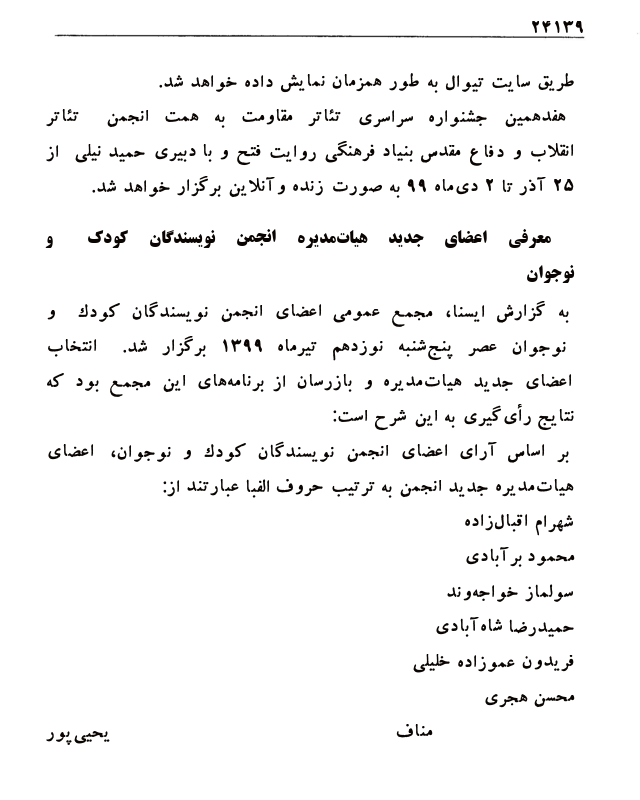 ۲۴۱۳۹
طریق سایت تیوال به طور همزمان نمایش داده خواهد شد.
هفدهمین جشنواره سراسری تئاتر مقاومت به همت انجمن تئاتر
انقلاب و دفاع مقدس بنیاد فرهنگی روایت فتح و با دبیری حمید نیلی از
۲۵ آذر تا ۲ دی‌ماه ۹۹ به صورت زنده و آنلاین برگزار خواهد شد.
معرفی اعضای جدید هیات‌مدیره انجمن نویسندگان کودک و
نوجوان
به گزارش ایسنا، مجمع عمومی اعضای انجمن نویسندگان کودك و
نوجوان عصر پنج‌شنبه نوزدهم تیرماه ۱۳۹۹ برگزار شد. انتخاب
اعضای جدید هیات‌مدیره و بازرسان از برنامه‌های این مجمع بود که
نتایج رأی‌گیری به این شرح است:
بر اساس آرای اعضای انجمن نویسندگان کودك و نوجوان، اعضای
هیات‌مدیره جدید انجمن به ترتیب حروف الفبا عبارتند از:
شهرام اقبال‌زاده
محمود برآبادی
سولماز خواجه‌وند
حمیدرضا شاه‌آبادی
فریدون عموزاده خلیلی
محسن هجری
مناف یحیی‌پور